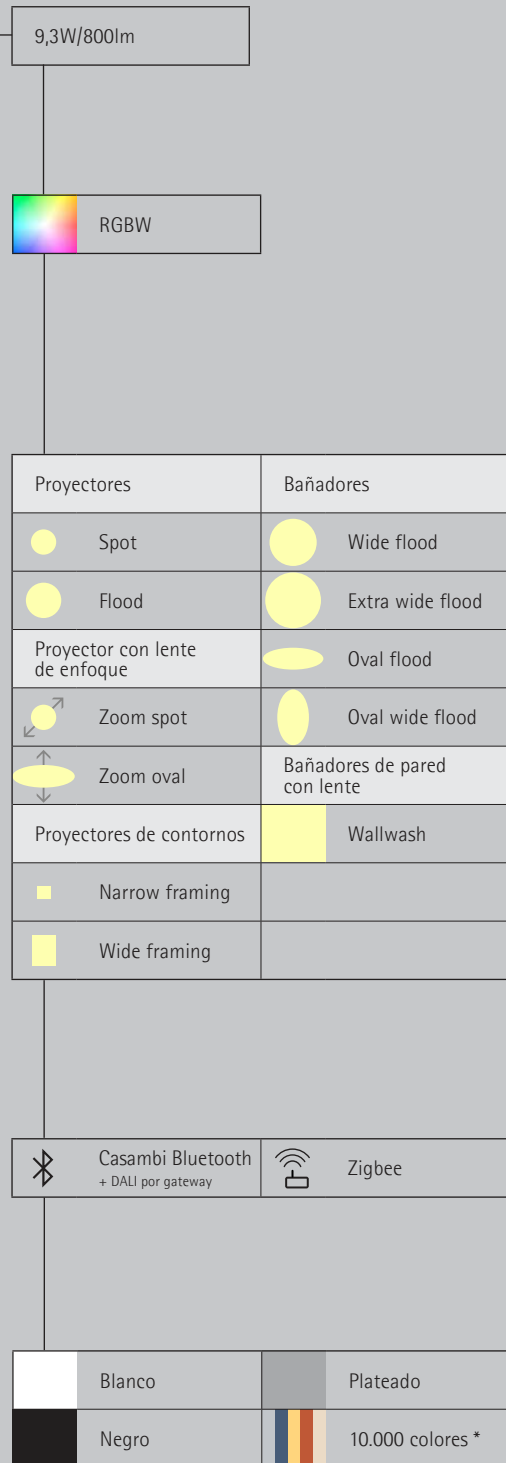 9,3W/800lm
RGBW
Proyectores
Bañadores
Spot
Wide flood
Flood
Extra wide flood
Proyector con lente
de enfoque
Oval flood
Zoom spot
Oval wide flood
Zoom oval
Bañadores de pared
con lente
Proyectores de contornos
Wallwash
Narrow framing
Wide framing
Casambi Bluetooth
+ DALI por gateway
Zigbee
Blanco
Plateado
Negro
10.000 colores *